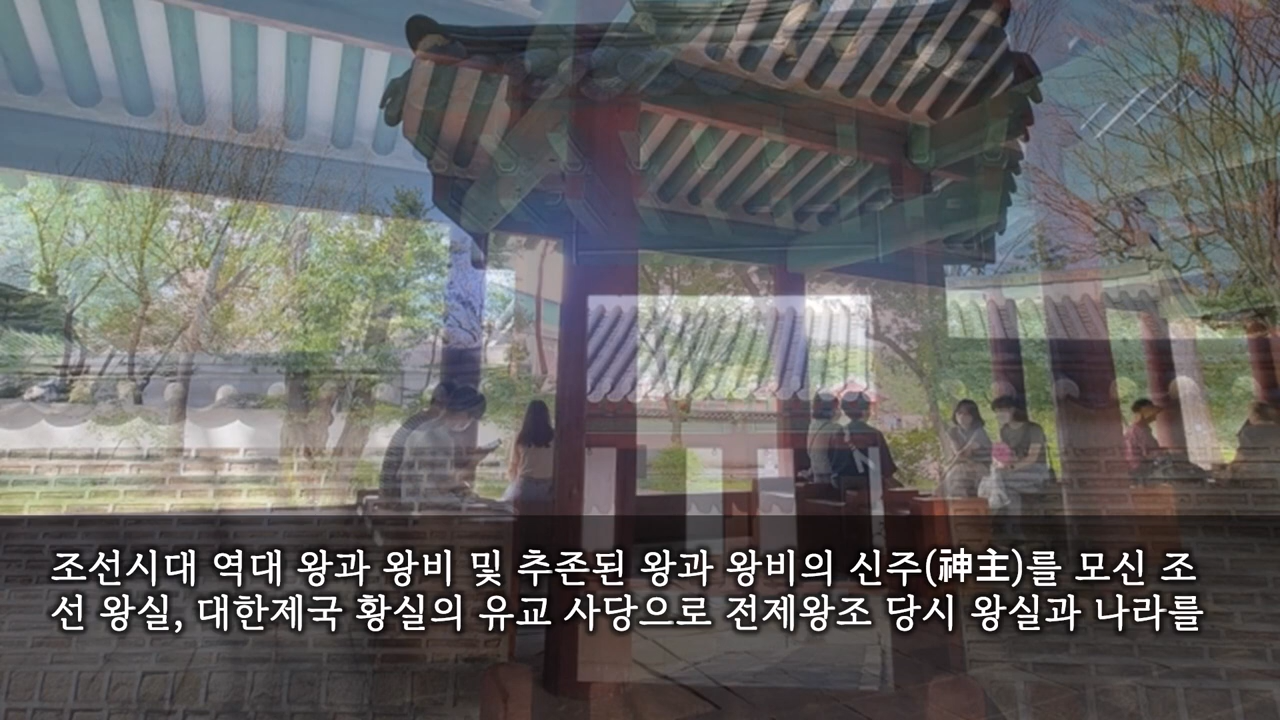 조선시대 역대 왕과 왕비 및 추존된 왕과 왕비의 신주(神主)를 모신 조
선 왕실, 대한제국 황실의 유교 사당으로 전제왕조 당시 왕실과 나라를